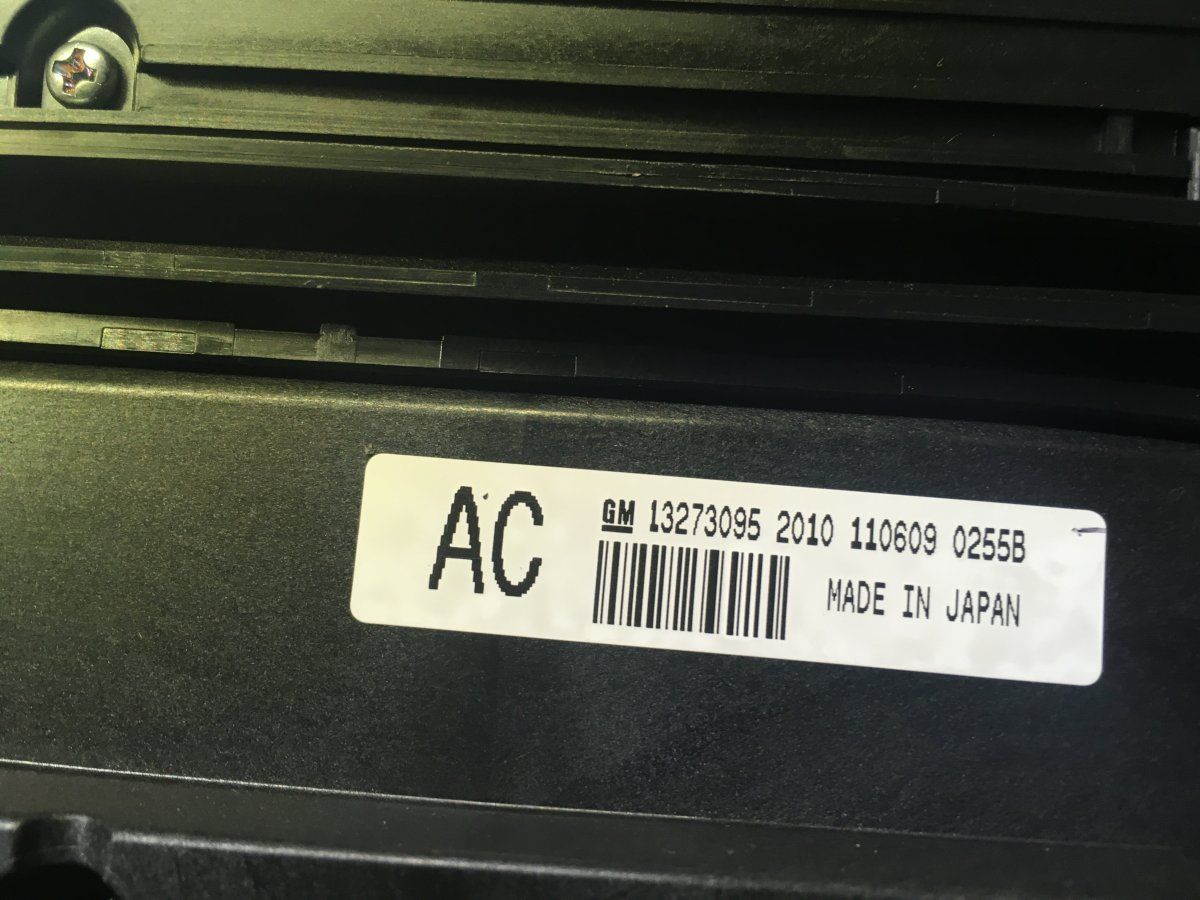 AC
GM 13273095 2010 110609 0255B
MADE IN JAPAN